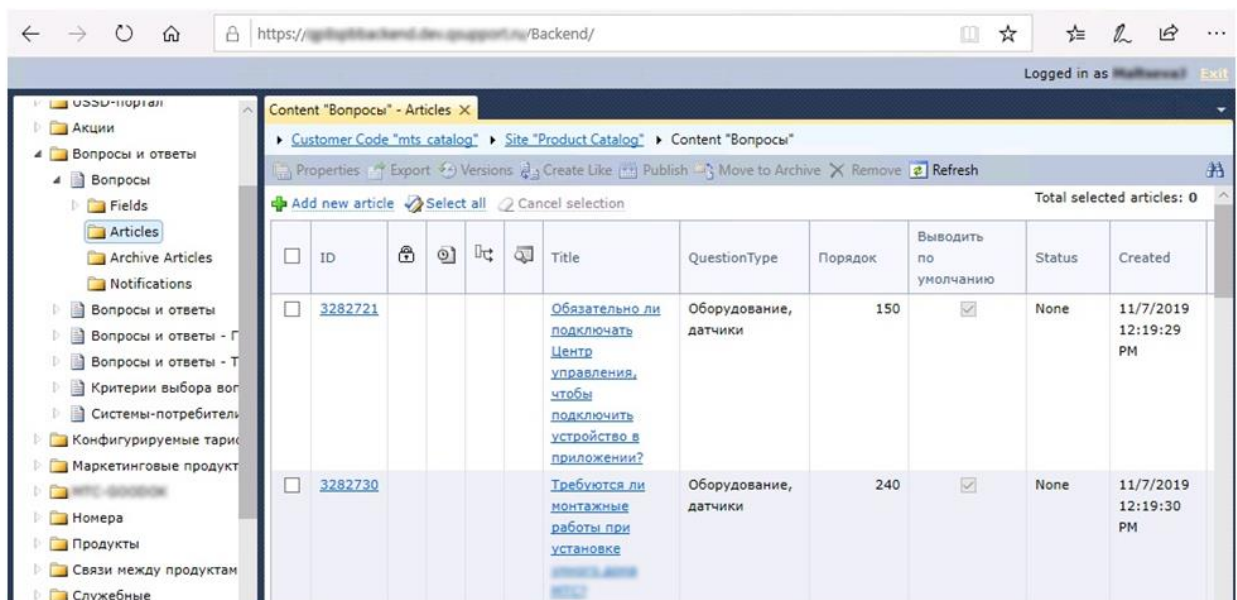 https:// /Backend/
Logged in as
Exit
USSD-портал
Акции
Вопросы и ответы
Вопросы
Fields
Articles
Archive Articles
Notifications
Вопросы и ответы
Вопросы и ответы - Г
Вопросы и ответы - Т
Критерии выбора воп
Системы-потребители
Конфигурируемые тариф
Маркетинговые продукт
Номера
Продукты
Связи между продуктам
Служебные
Content "Вопросы" - Articles
Customer Code "mts_catalog" Site "Product Catalog" Content "Вопросы"
Properties Export Versions Create Like Publish Move to Archive Remove Refresh
Add new article Select all Cancel selection Total selected articles: 0
ID Title QuestionType Порядок Выводить по умолчанию Status Created
3282721
Обязательно ли
подключать
Центр
управления,
чтобы
подключить
устройство в
приложении?
Оборудование,
датчики
150
None
11/7/2019
12:19:29
PM
3282730
Требуются ли
монтажные
работы при
установке
Оборудование,
датчики
240
None
11/7/2019
12:19:30
PM